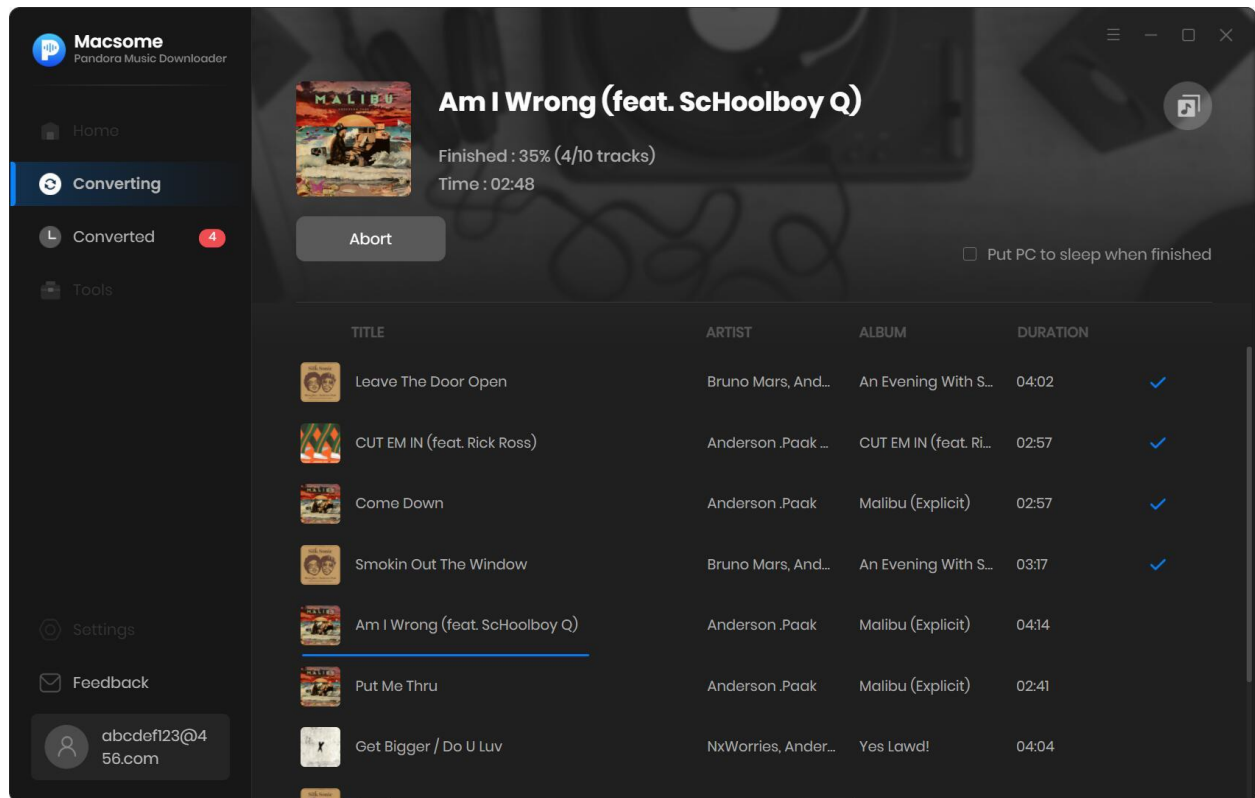 Macsome
Pandora Music Downloader
Home
Converting
Converted 4
Tools
Settings
Feedback
abcdef123@4
56.com
MALIBU
Am I Wrong (feat. ScHoolboy Q)
Finished : 35% (4/10 tracks)
Time : 02:48
Abort
Put PC to sleep when finished
TITLE ARTIST ALBUM DURATION
Leave The Door Open Bruno Mars, And... An Evening With S... 04:02
CUT EM IN (feat. Rick Ross) Anderson .Paak ... CUT EM IN (feat. Ri... 02:57
Come Down Anderson .Paak Malibu (Explicit) 02:57
Smokin Out The Window Bruno Mars, And... An Evening With S... 03:17
Am I Wrong (feat. ScHoolboy Q) Anderson .Paak Malibu (Explicit) 04:14
Put Me Thru Anderson .Paak Malibu (Explicit) 02:41
Get Bigger / Do U Luv NxWorries, Ander... Yes Lawd! 04:04